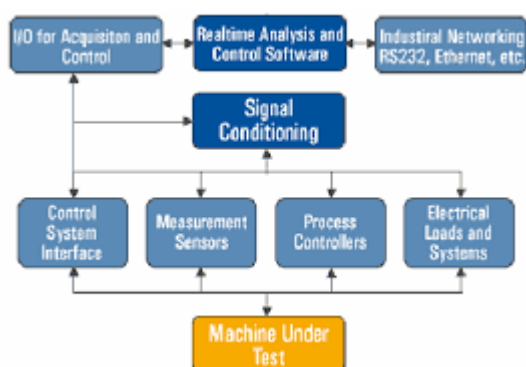 I/O for Acquisiton and
Control
Realtime Analysis and
Control Software
Industiral Networking
RS232, Ethernet, etc.
Signal
Conditioning
Control
System
Interface
Measurement
Sensors
Process
Controllers
Electrical
Loads and
Systems
Machine Under
Test